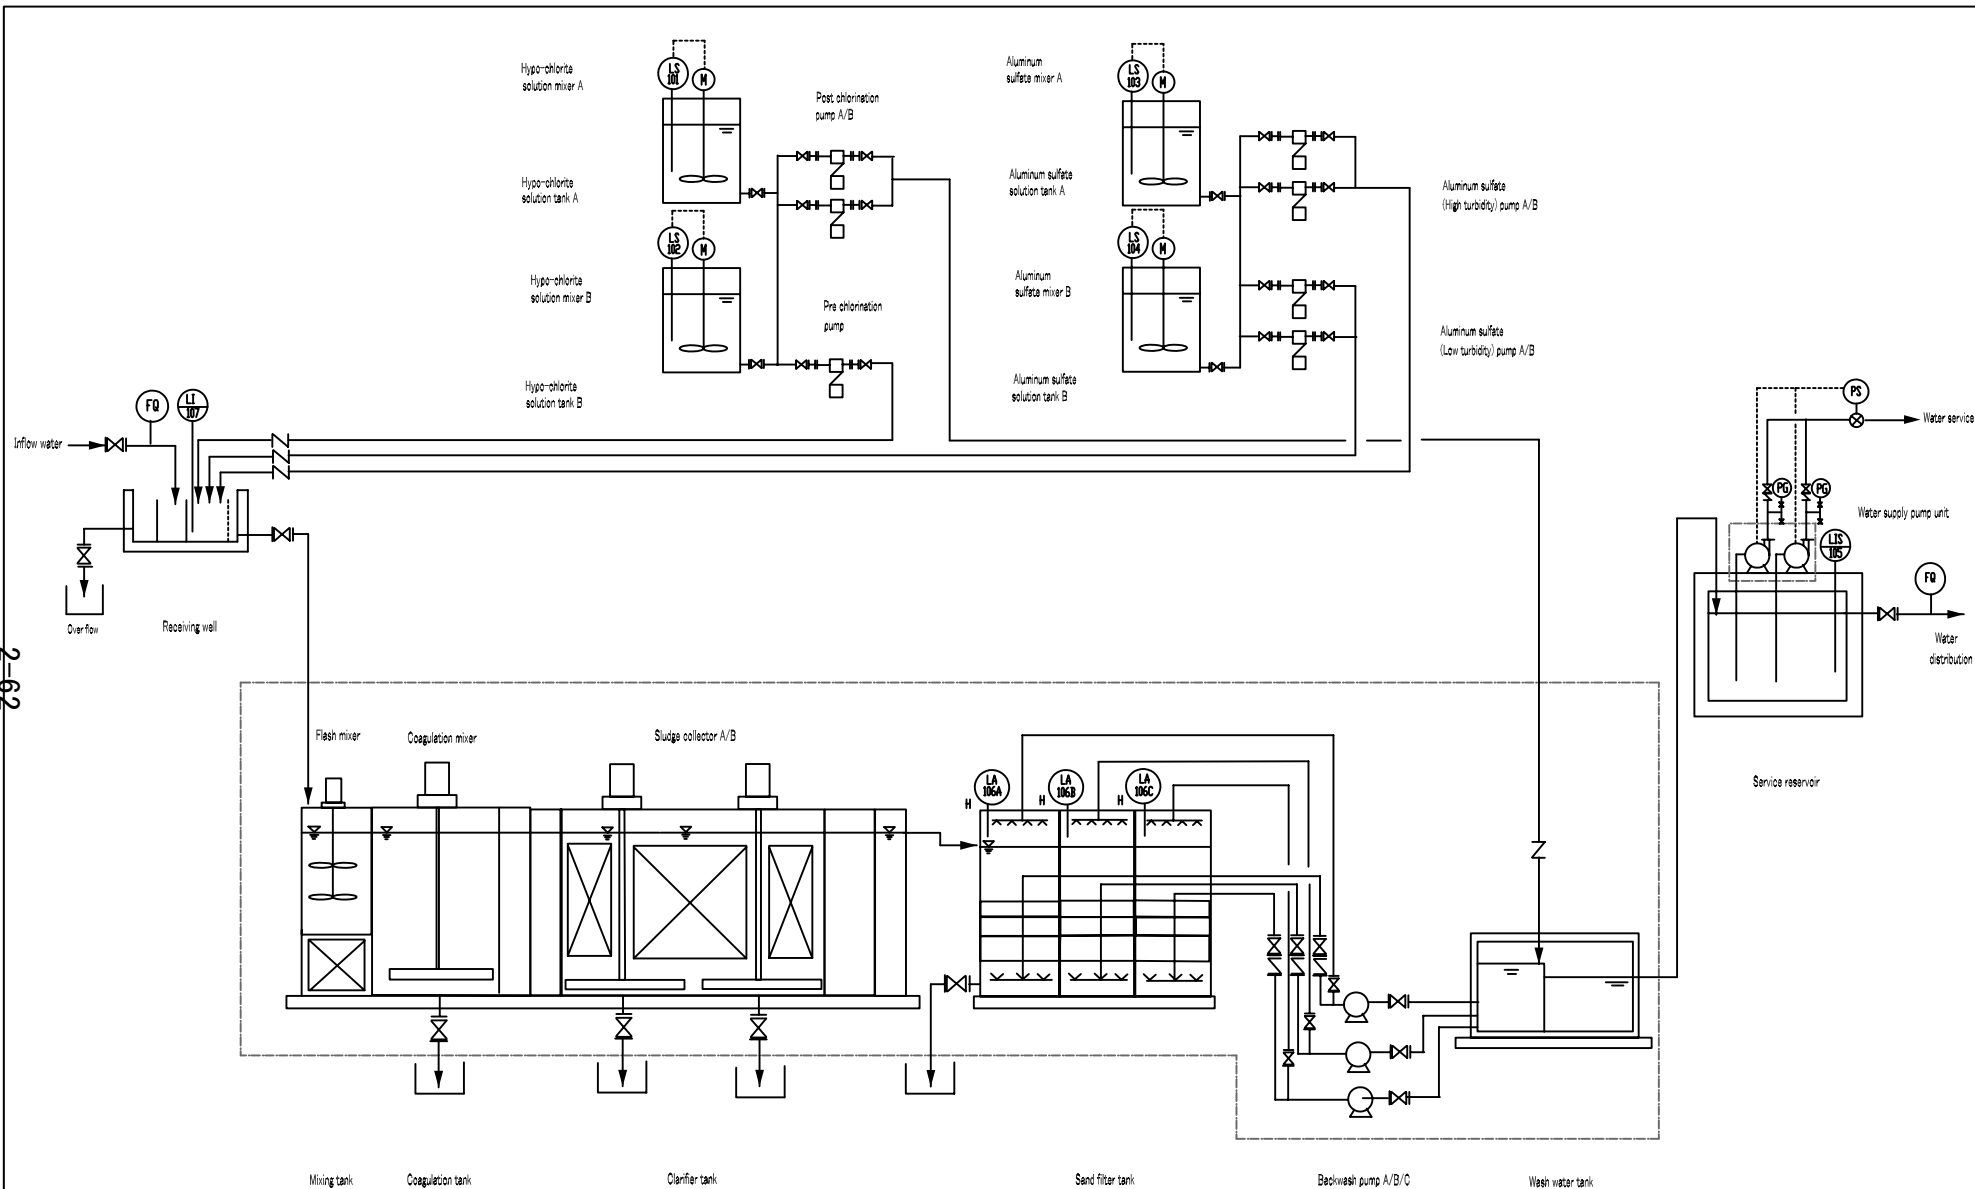 Hypo-chlorite
solution mixer A
LS
101
M
Post chlorination
pump A/B
Aluminum
sulfate mixer A
LS
103
M
Hypo-chlorite
solution tank A
Aluminum sulfate
solution tank A
Aluminum sulfate
(High turbidity) pump A/B
LS
102
M
LS
104
M
Hypo-chlorite
solution mixer B
Pre chlorination
pump
Aluminum
sulfate mixer B
Aluminum sulfate
(Low turbidity) pump A/B
Hypo-chlorite
solution tank B
Aluminum sulfate
solution tank B
FQ
LI
107
PS
Inflow water
Water service
PG
PG
Water supply pump unit
LIS
105
FQ
Over flow
Receiving well
Water
distribution
2-62
Flash mixer
Coagulation mixer
Sludge collector A/B
Service reservoir
LA
106A
H
LA
106B
H
LA
106C
H
Mixing tank
Coagulation tank
Clarifier tank
Sand filter tank
Backwash pump A/B/C
Wash water tank